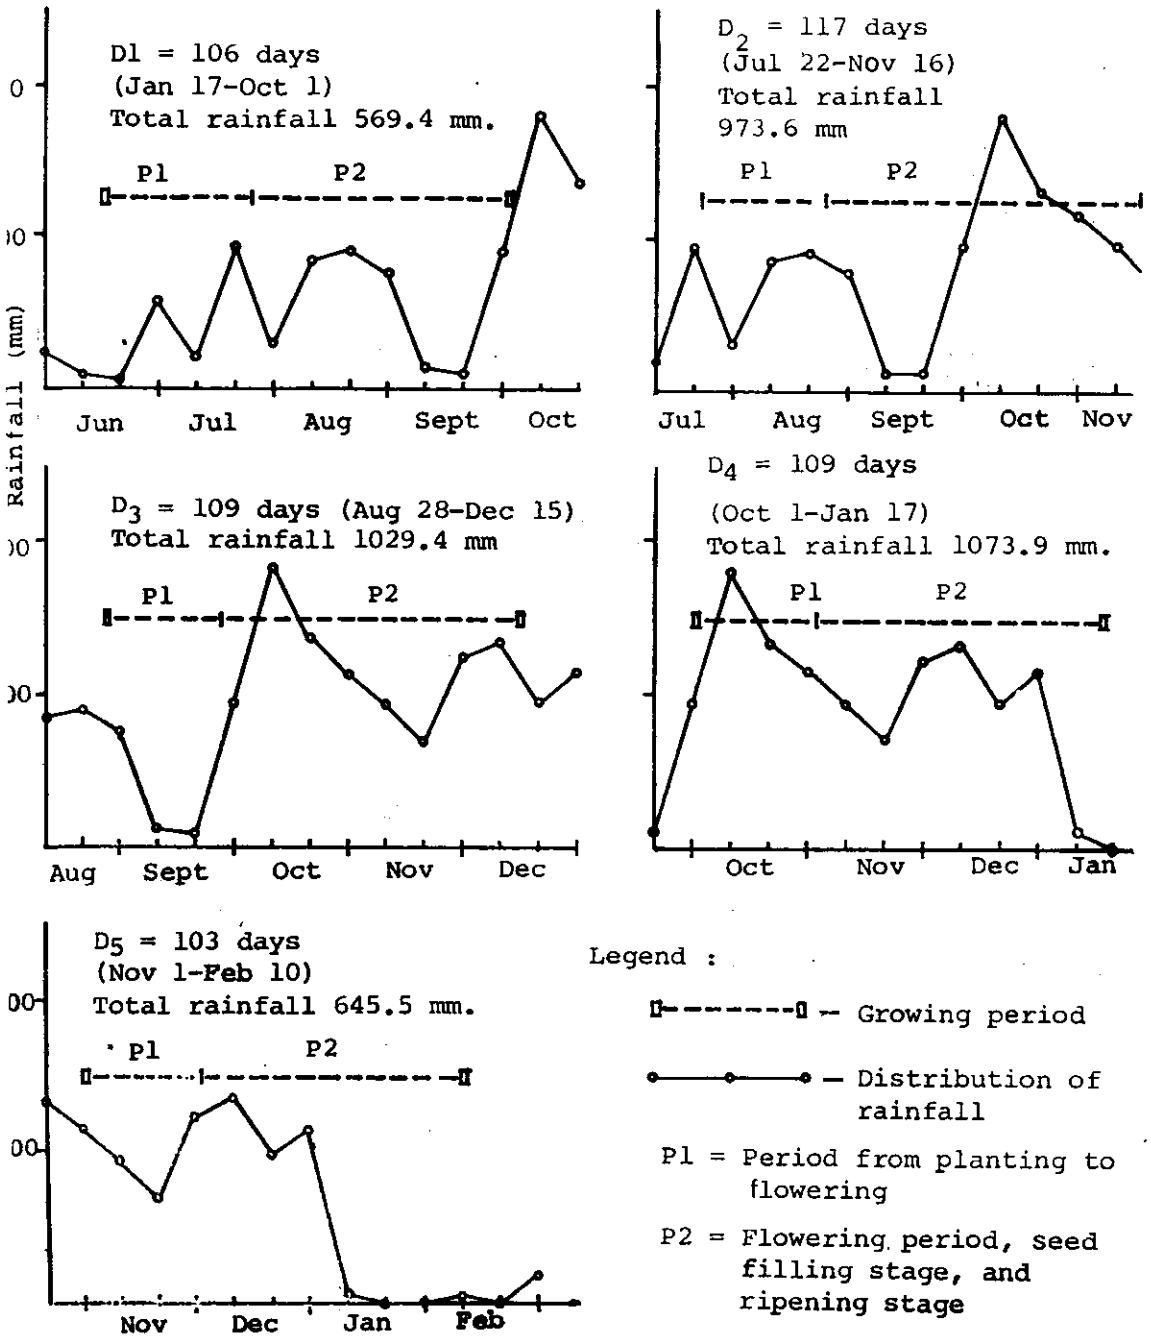 D1 = 106 days
(Jan 17-Oct 1)
Total rainfall 569.4 mm.
P1 P2
Jun Jul Aug Sept Oct
D2 = 117 days
(Jul 22-Nov 16)
Total rainfall
973.6 mm
P1 P2
Jul Aug Sept Oct Nov
Rainfall (mm)
D3 = 109 days (Aug 28-Dec 15)
Total rainfall 1029.4 mm
P1 P2
Aug Sept Oct Nov Dec
D4 = 109 days
(Oct 1-Jan 17)
Total rainfall 1073.9 mm.
P1 P2
Oct Nov Dec Jan
D5 = 103 days
(Nov 1-Feb 10)
Total rainfall 645.5 mm.
P1 P2
Nov Dec Jan Feb
Legend :
— Growing period
— Distribution of
rainfall
P1 = Period from planting to
flowering
P2 = Flowering period, seed
filling stage, and
ripening stage